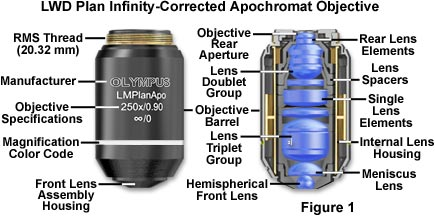 LWD Plan Infinity-Corrected Apochromat Objective
RMS Thread
(20.32 mm)
Manufacturer
Objective
Specifications
Magnification
Color Code
Front Lens
Assembly
Housing
OLYMPUS
LMPlanApo
250x/0.90
∞/0
Objective
Rear
Aperture
Lens
Doublet
Group
Objective
Barrel
Lens
Triplet
Group
Hemispherical
Front Lens
Rear Lens
Elements
Lens
Spacers
Single
Lens
Elements
Internal Lens
Housing
Meniscus
Lens
Figure 1